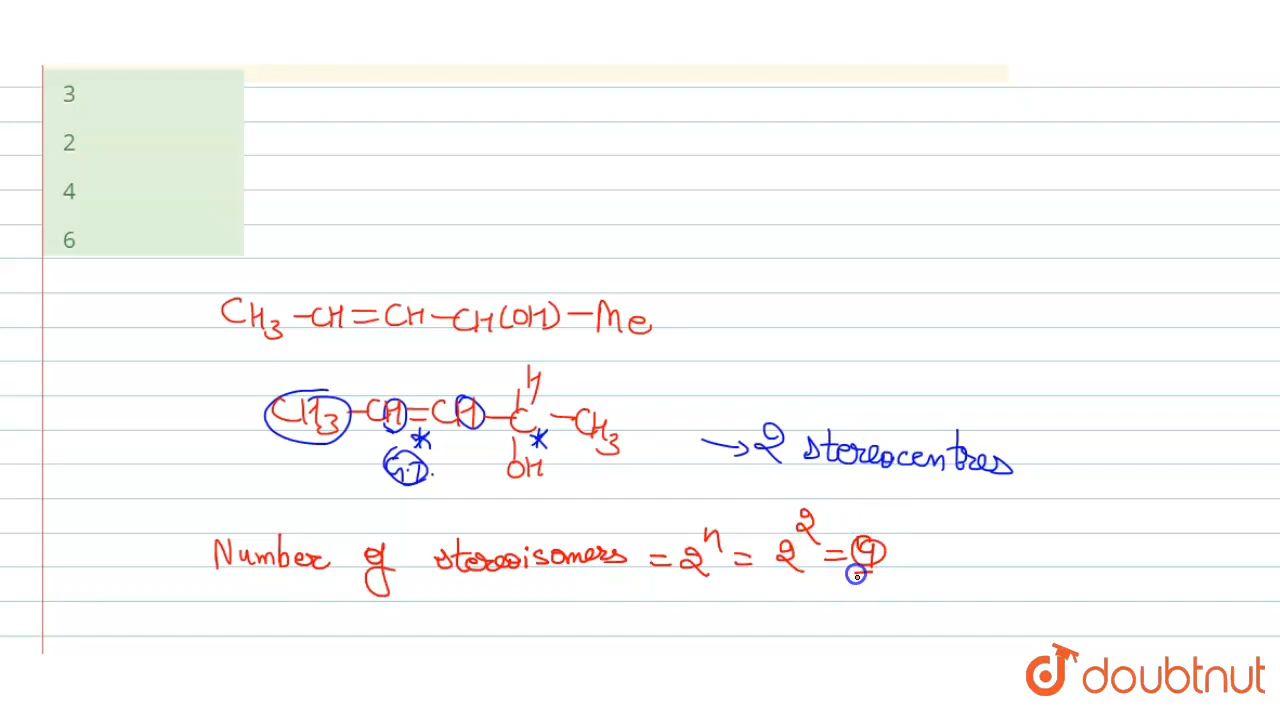 3
2
4
6
CH3 - CH = CH - CH(OH) - Me
H
CH3 - CH = CH - C - CH3
* *
G.I. OH
→ 2 stereocentres
Number of stereoisomers = 2^n = 2^2 = 4
doubtnut